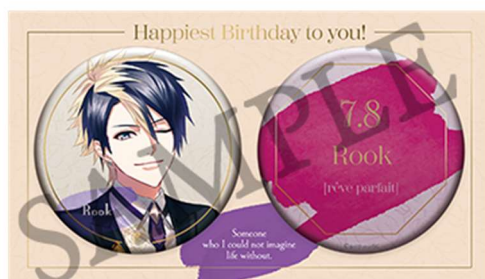 Happiest Birthday to you!
7.8
Rook
[rêve parfait]
Rook
Someone
who I could not imagine
life without.
SAMPLE